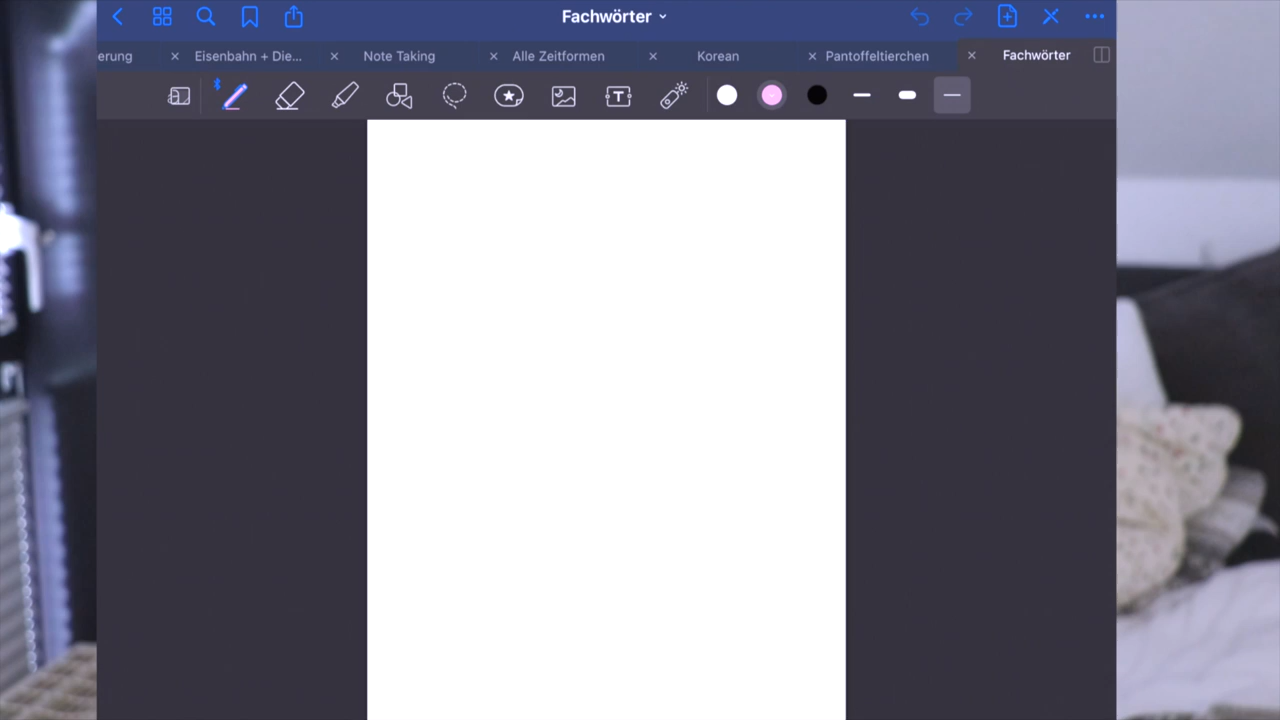 Fachwörter
erung
Eisenbahn + Die...
Note Taking
Alle Zeitformen
Korean
Pantoffeltierchen
Fachwörter
T